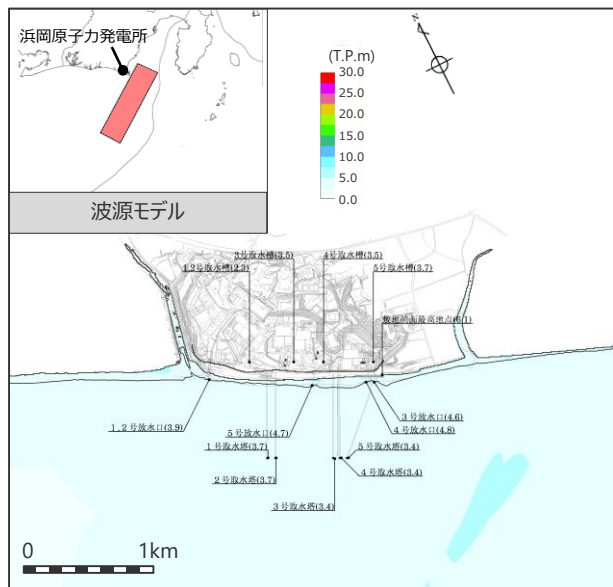 浜岡原子力発電所
波源モデル
(T.P.m)
30.0
25.0
20.0
15.0
10.0
5.0
0.0
N
3号取水槽(3.5)
4号取水槽(3.5)
1,2号取水槽(2.3)
5号取水槽(3.7)
3号放水口(4.6)
1,2号放水口(3.9)
5号放水口(4.7)
4号放水口(4.8)
1号取水塔(3.7)
5号取水塔(3.4)
2号取水塔(3.7)
4号取水塔(3.4)
3号取水塔(3.4)
0
1km